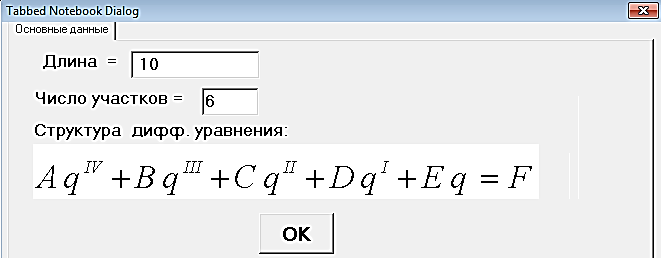 Tabbed Notebook Dialog
Основные данные
Длина = 10
Число участков = 6
Структура дифф. уравнения:
A q^{IV} + B q^{III} + C q^{II} + D q^{I} + E q = F
OK